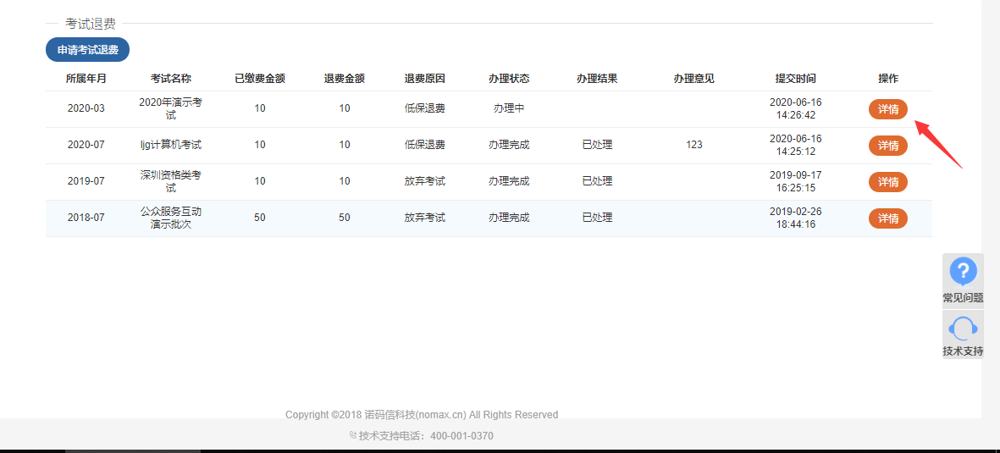 考试退费
申请考试退费
所属年月 考试名称 已缴费金额 退费金额 退费原因 办理状态 办理结果 办理意见 提交时间 操作
2020-03 2020年演示考试 10 10 低保退费 办理中 2020-06-16 14:26:42 详情
2020-07 ljg计算机考试 10 10 低保退费 办理完成 已处理 123 2020-06-16 14:25:12 详情
2019-07 深圳资格类考试 10 10 放弃考试 办理完成 已处理 2019-09-17 16:25:15 详情
2018-07 公众服务互动演示批次 50 50 放弃考试 办理完成 已处理 2019-02-26 18:44:16 详情
常见问题
技术支持
Copyright ©2018 诺码信科技(nomax.cn) All Rights Reserved
技术支持电话：400-001-0370